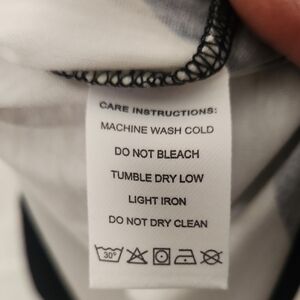 CARE INSTRUCTIONS:
MACHINE WASH COLD
DO NOT BLEACH
TUMBLE DRY LOW
LIGHT IRON
DO NOT DRY CLEAN
30°